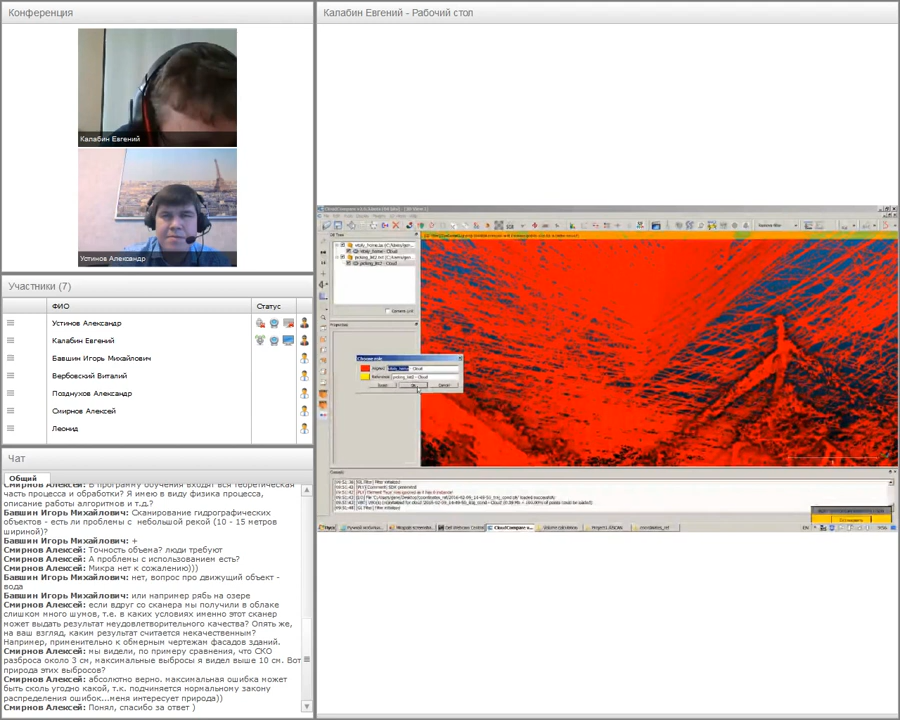 Конференция
Калабин Евгений
Устинов Александр
Участники (7)
ФИО
Статус
Устинов Александр
Калабин Евгений
Бавшин Игорь Михайлович
Вербовский Виталий
Позднухов Александр
Смирнов Алексей
Леонид
Чат
Общий
Смирнов Алексей: В программу обучения входят вся теоретическая
часть процесса и обработки? Я имею в виду физика процесса,
описание работы алгоритмов и т.д.?
Бавшин Игорь Михайлович: Сканирование гидрографических
объектов - есть ли проблемы с небольшой рекой (10 - 15 метров
шириной)?
Бавшин Игорь Михайлович: +
Смирнов Алексей: Точность объема? люди требуют
Смирнов Алексей: А проблемы с использованием есть?
Смирнов Алексей: Микра нет к сожалению)))
Бавшин Игорь Михайлович: нет, вопрос про движущий объект -
вода
Бавшин Игорь Михайлович: или например рябь на озере
Смирнов Алексей: если вдруг со сканера мы получили в облаке
слишком много шумов, т.е. в каких условиях именно этот сканер
может выдать результат неудовлетворительного качества? Опять же,
на ваш взгляд, каким результат считается некачественным?
Например, применительно к обмерным чертежам фасадов зданий.
Смирнов Алексей: мы видели, по примеру сравнения, что СКО
разброса около 3 см, максимальные выбросы я видел выше 10 см. Вот
природа этих выбросов?
Смирнов Алексей: абсолютно верно. максимальная ошибка может
быть сколь угодно какой, т.к. подчиняется нормальному закону
распределения ошибок...меня интересует природа))
Смирнов Алексей: Понял, спасибо за ответ )
Калабин Евгений - Рабочий стол